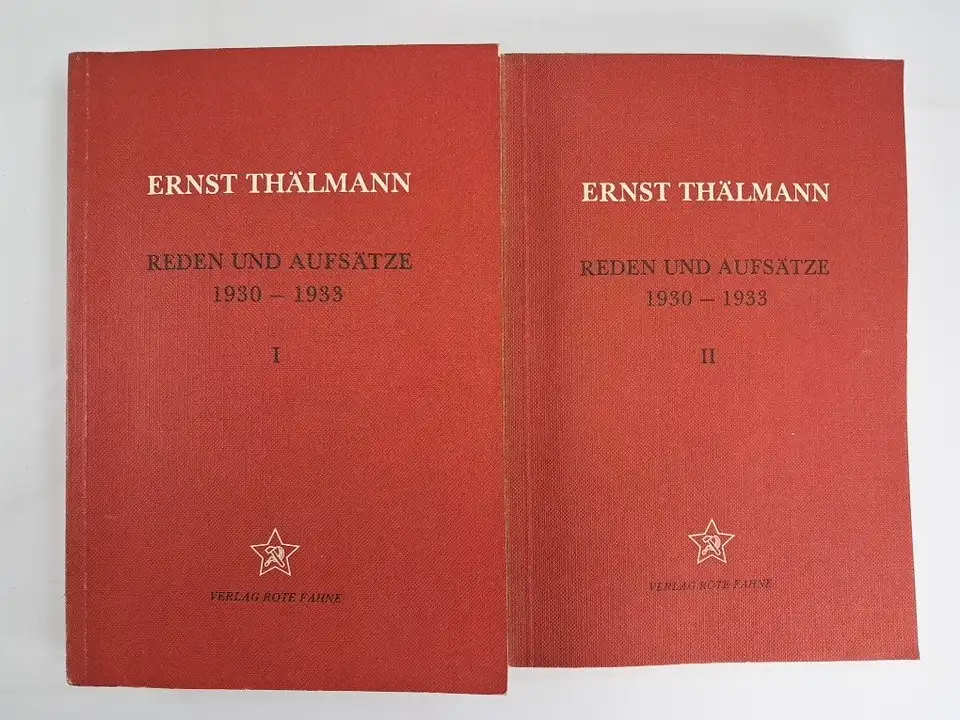 ERNST THÄLMANN
REDEN UND AUFSÄTZE
1930 – 1933
I
VERLAG ROTE FAHNE
ERNST THÄLMANN
REDEN UND AUFSÄTZE
1930 – 1933
II
VERLAG ROTE FAHNE